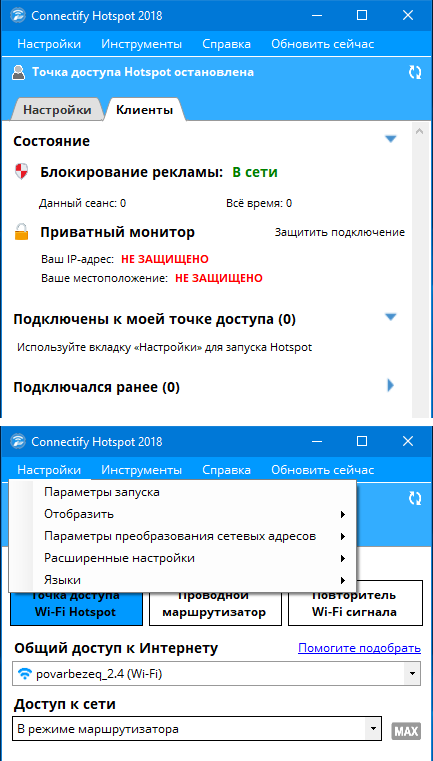 Connectify Hotspot 2018
Настройки Инструменты Справка Обновить сейчас
Точка доступа Hotspot остановлена
Настройки Клиенты
Состояние
Блокирование рекламы: В сети
Данный сеанс: 0 Всё время: 0
Приватный монитор Защитить подключение
Ваш IP-адрес: НЕ ЗАЩИЩЕНО
Ваше местоположение: НЕ ЗАЩИЩЕНО
Подключены к моей точке доступа (0)
Используйте вкладку «Настройки» для запуска Hotspot
Подключался ранее (0)
Connectify Hotspot 2018
Настройки Инструменты Справка Обновить сейчас
Параметры запуска
Отобразить
Параметры преобразования сетевых адресов
Расширенные настройки
Языки
Точка доступа Проводной Повторитель
Wi-Fi Hotspot маршрутизатор Wi-Fi сигнала
Общий доступ к Интернету Помогите подобрать
povarbezeq_2.4 (Wi-Fi)
Доступ к сети
В режиме маршрутизатора MAX